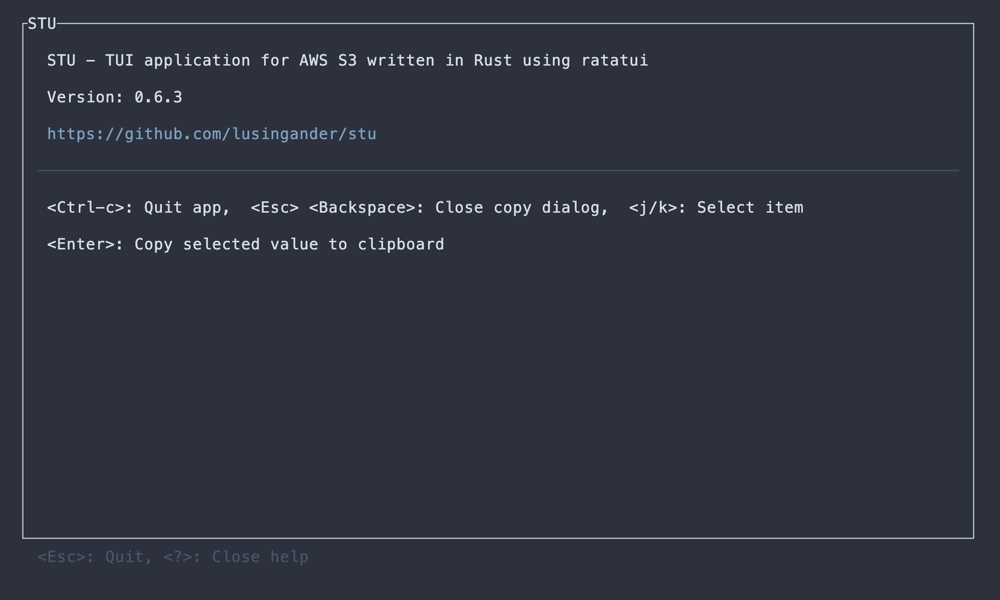 STU
STU - TUI application for AWS S3 written in Rust using ratatui
Version: 0.6.3
https://github.com/lusingander/stu
<Ctrl-c>: Quit app,  <Esc> <Backspace>: Close copy dialog,  <j/k>: Select item
<Enter>: Copy selected value to clipboard
<Esc>: Quit, <?>: Close help